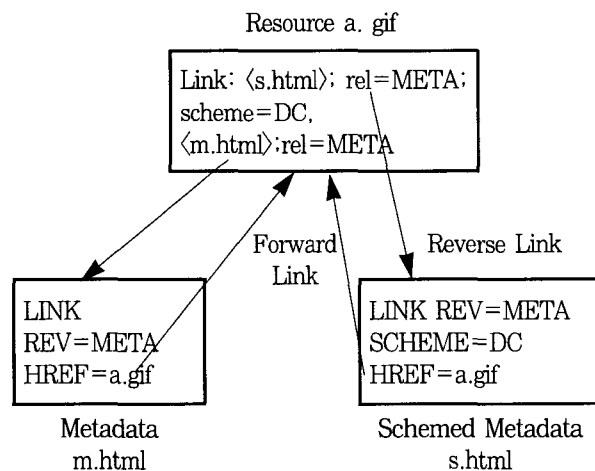 Resource a. gif
Link: ⟨s.html⟩; rel=META;
scheme=DC,
⟨m.html⟩;rel=META
Forward
Link
Reverse Link
LINK
REV=META
HREF=a.gif
LINK REV=META
SCHEME=DC
HREF=a.gif
Metadata
m.html
Schemed Metadata
s.html